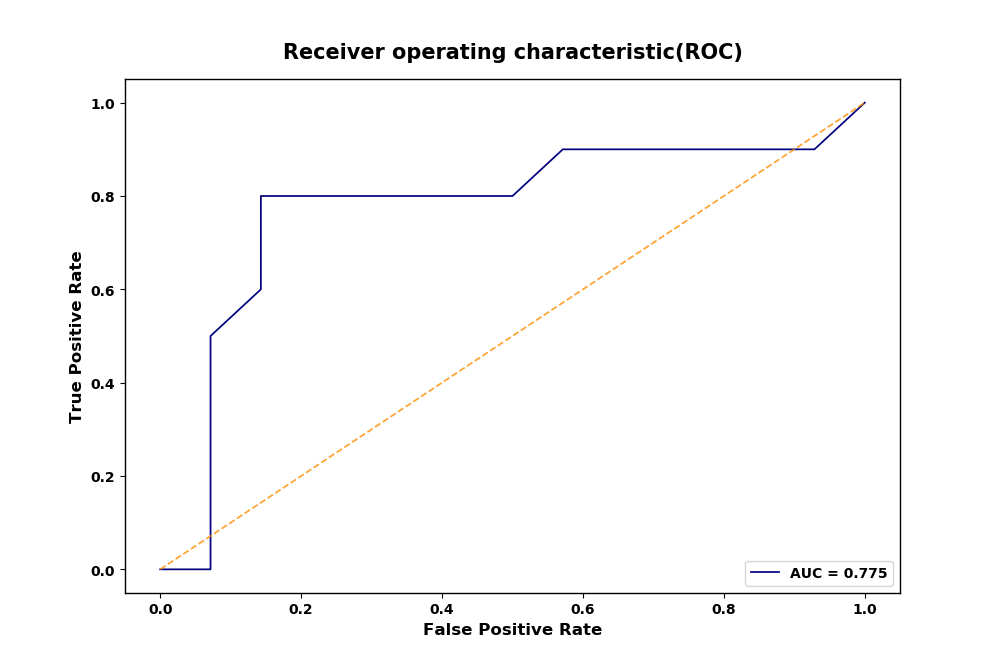 Receiver operating characteristic(ROC)
True Positive Rate
1.0
0.8
0.6
0.4
0.2
0.0
AUC = 0.775
0.0 0.2 0.4 0.6 0.8 1.0
False Positive Rate